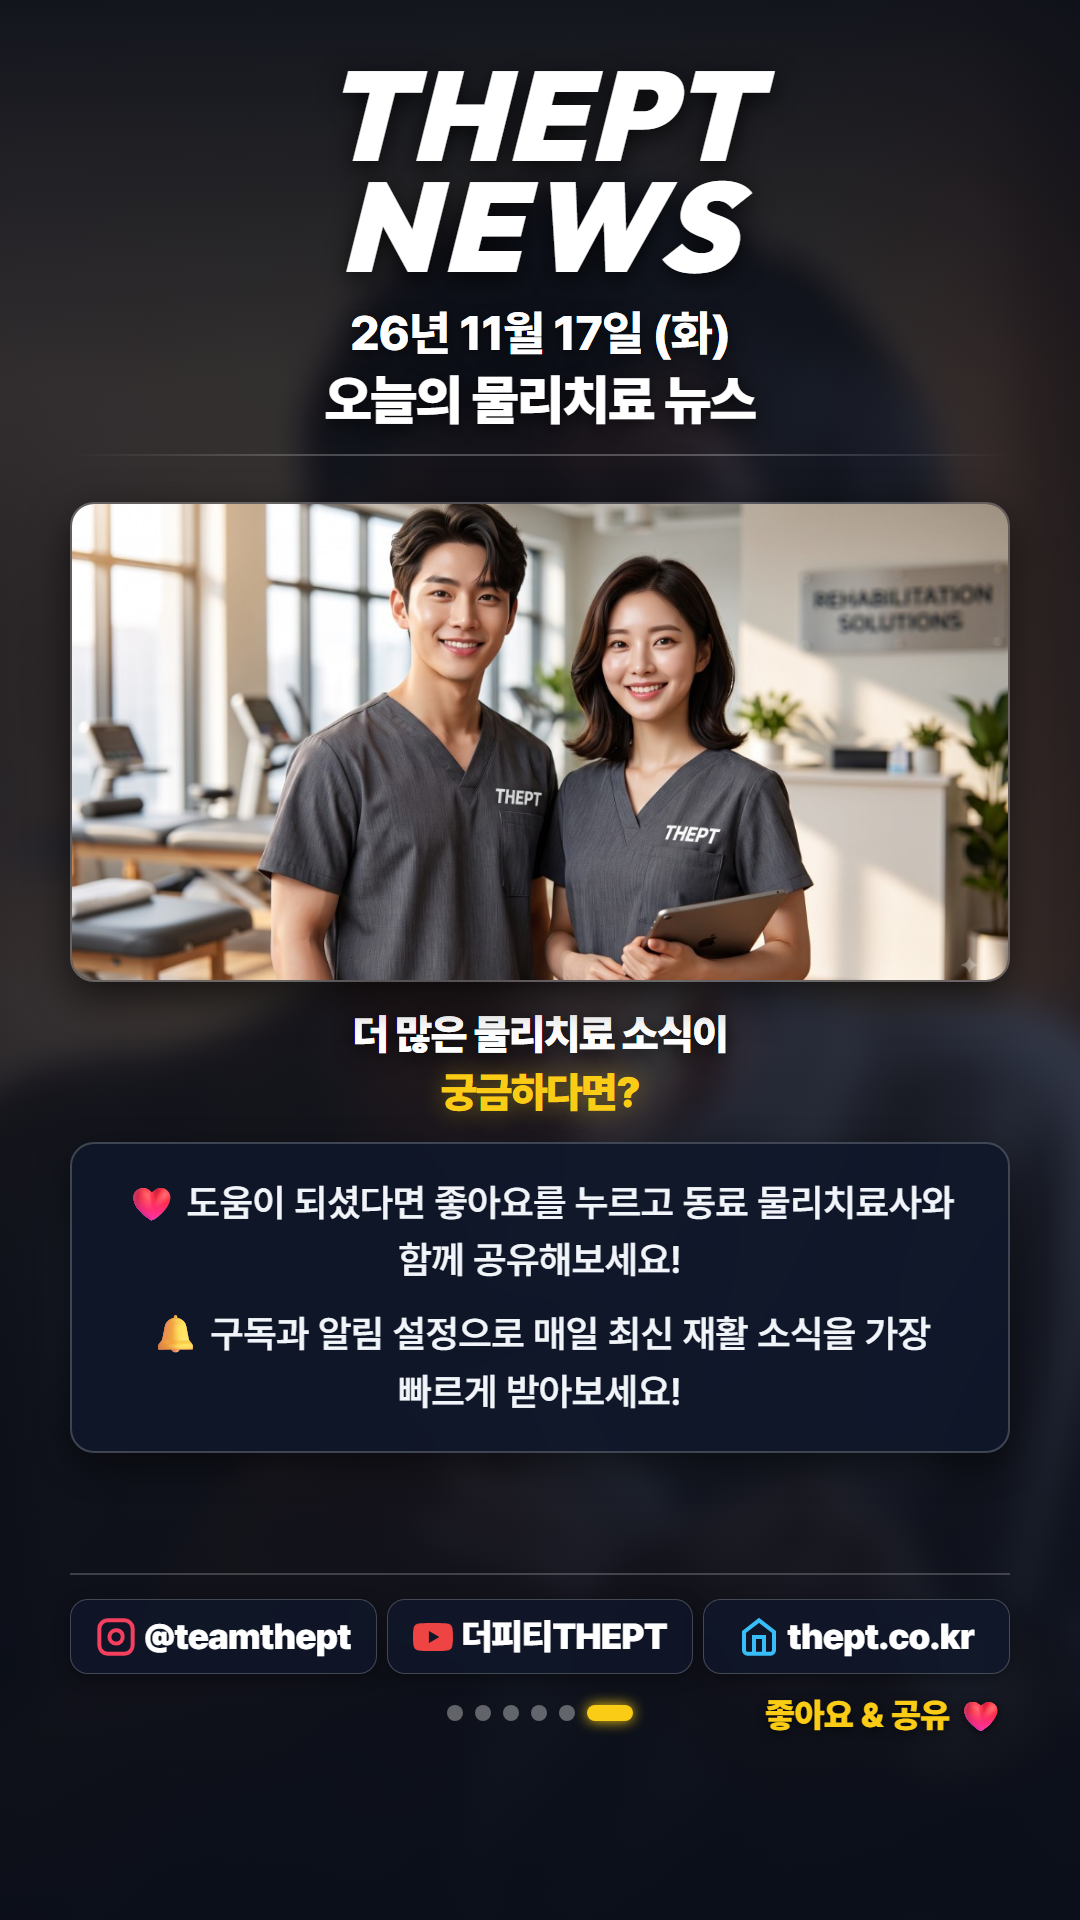 THEPT
NEWS
26년 11월 17일 (화)
오늘의 물리치료 뉴스
REHABILITATION
SOLUTIONS
THEPT
THEPT
더 많은 물리치료 소식이
궁금하다면?
도움이 되셨다면 좋아요를 누르고 동료 물리치료사와
함께 공유해보세요!
구독과 알림 설정으로 매일 최신 재활 소식을 가장
빠르게 받아보세요!
@teamthept
더피티THEPT
thept.co.kr
좋아요 & 공유